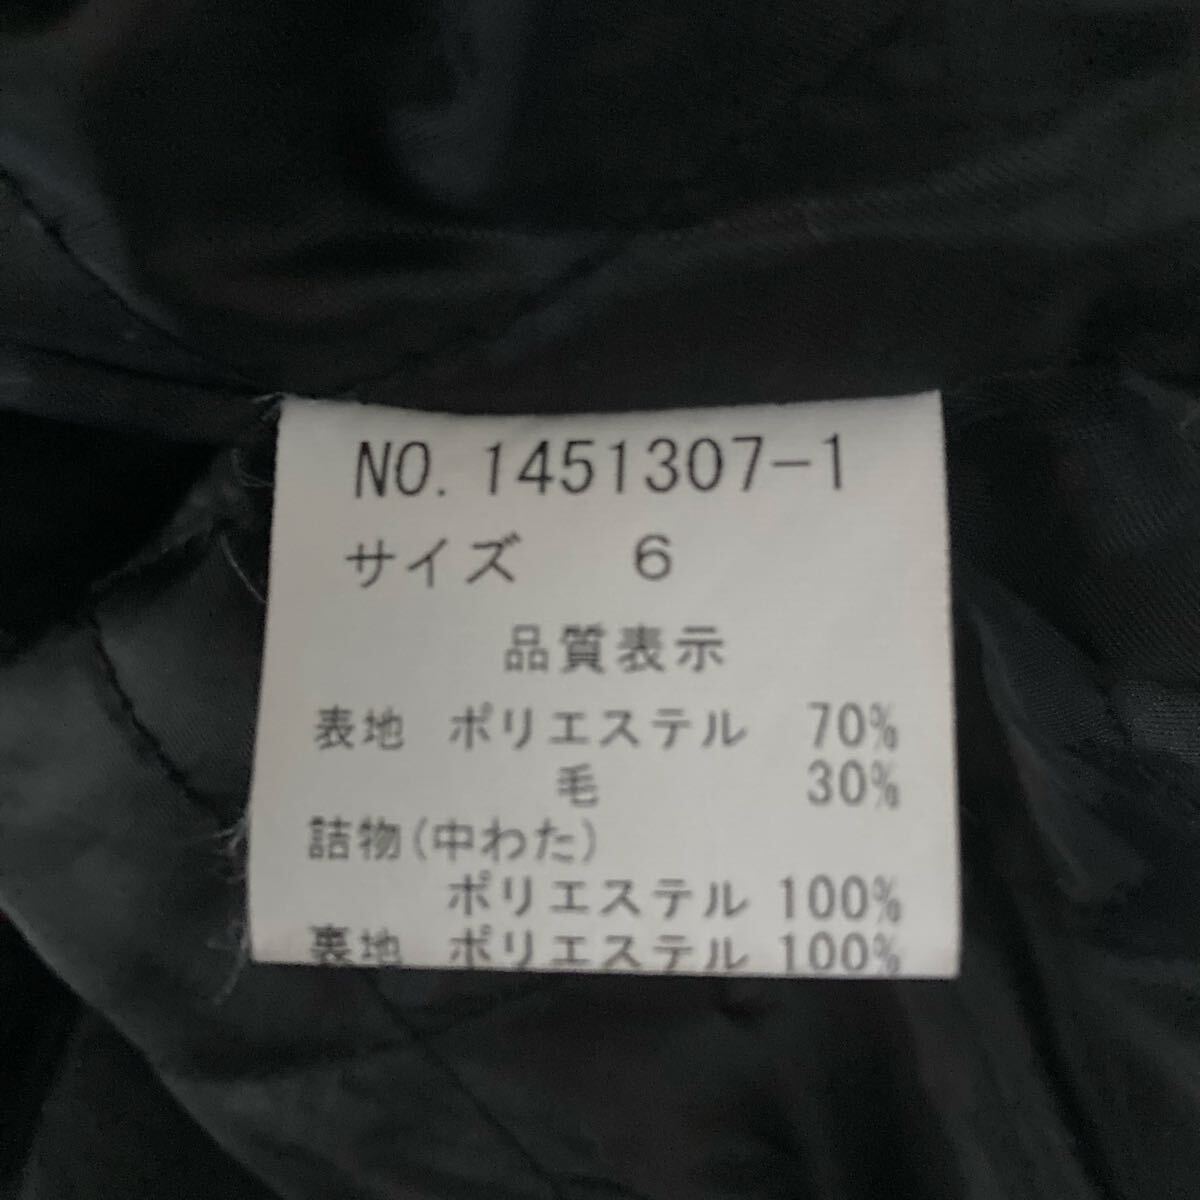 NO. 1451307-1
サイズ 6
品質表示
表地 ポリエステル 70%
毛 30%
詰物(中わた)
ポリエステル 100%
裏地 ポリエステル 100%